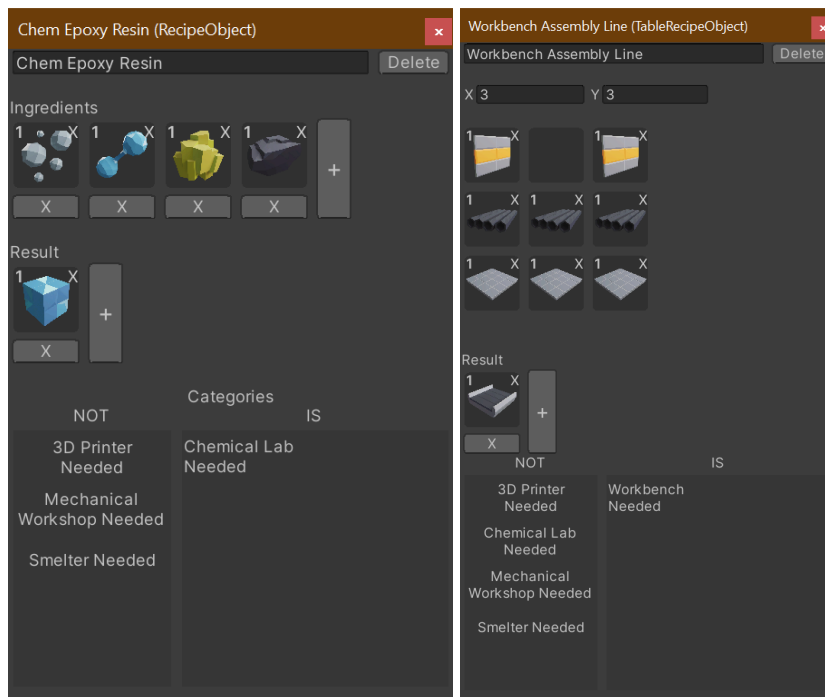 Chem Epoxy Resin (RecipeObject)
×
Chem Epoxy Resin
Delete
Ingredients
1 X 1 X 1 X 1 X
+
X X X X
Result
1 X
+
X
Categories
NOT IS
3D Printer
Needed
Mechanical
Workshop Needed
Smelter Needed
Chemical Lab
Needed
Workbench Assembly Line (TableRecipeObject)
×
Workbench Assembly Line
Delete
X 3 Y 3
1 X 1 X
1 X 1 X 1 X
1 X 1 X 1 X
Result
1 X
+
X
NOT IS
3D Printer
Needed
Chemical Lab
Needed
Mechanical
Workshop Needed
Smelter Needed
Workbench
Needed